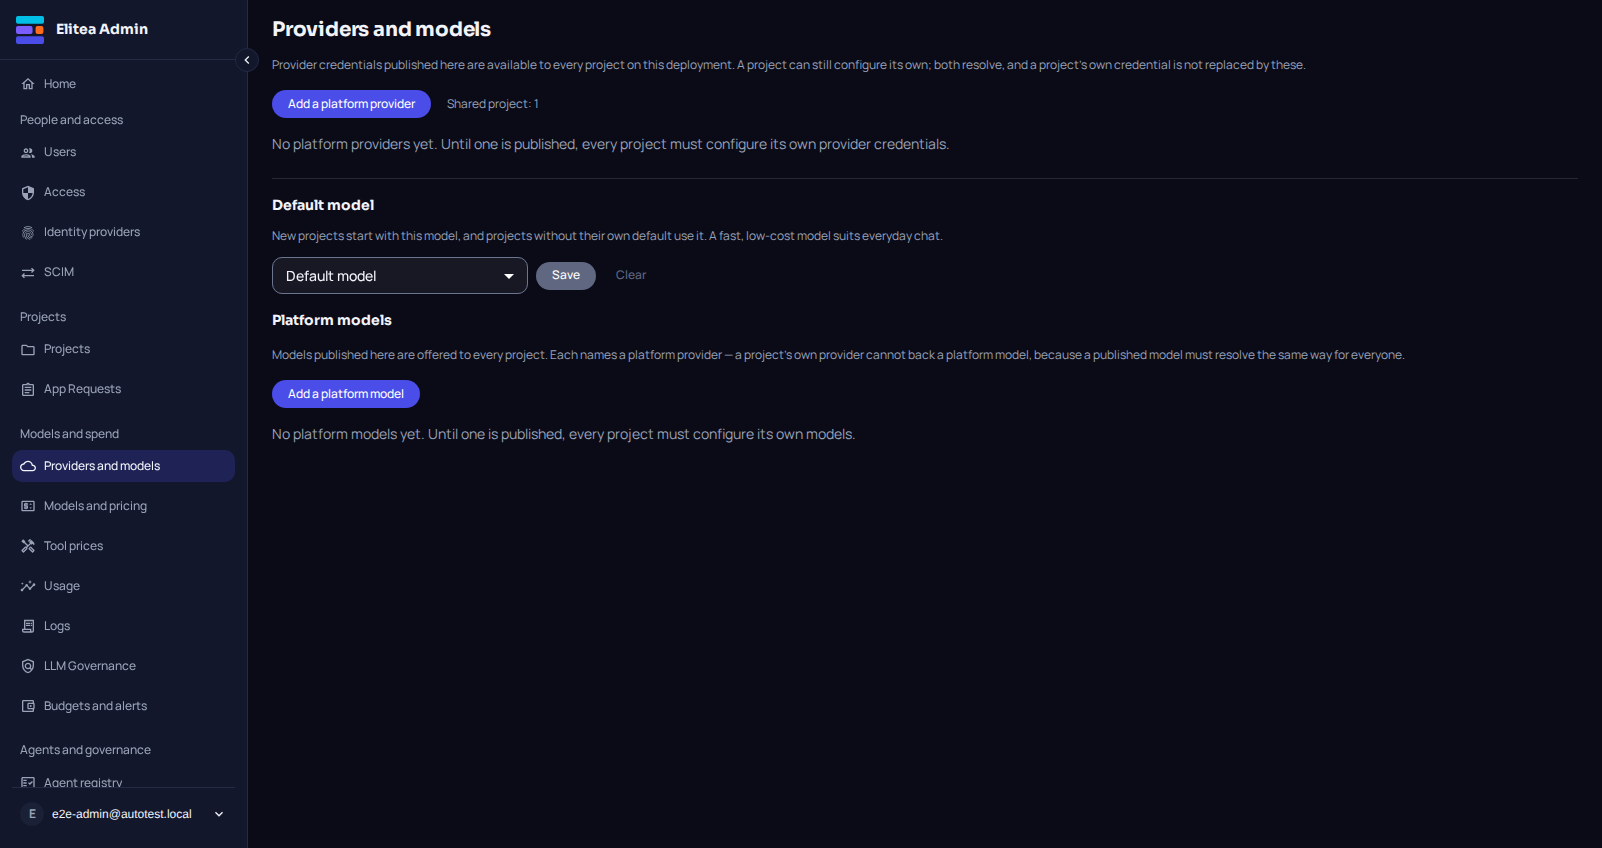 Elitea Admin
Home
People and access
Users
Access
Identity providers
SCIM
Projects
Projects
App Requests
Models and spend
Providers and models
Models and pricing
Tool prices
Usage
Logs
LLM Governance
Budgets and alerts
Agents and governance
Agent registry
E
e2e-admin@autotest.local
Providers and models
Provider credentials published here are available to every project on this deployment. A project can still configure its own; both resolve, and a project's own credential is not replaced by these.
Add a platform provider
Shared project: 1
No platform providers yet. Until one is published, every project must configure its own provider credentials.
Default model
New projects start with this model, and projects without their own default use it. A fast, low-cost model suits everyday chat.
Default model
Save
Clear
Platform models
Models published here are offered to every project. Each names a platform provider — a project's own provider cannot back a platform model, because a published model must resolve the same way for everyone.
Add a platform model
No platform models yet. Until one is published, every project must configure its own models.